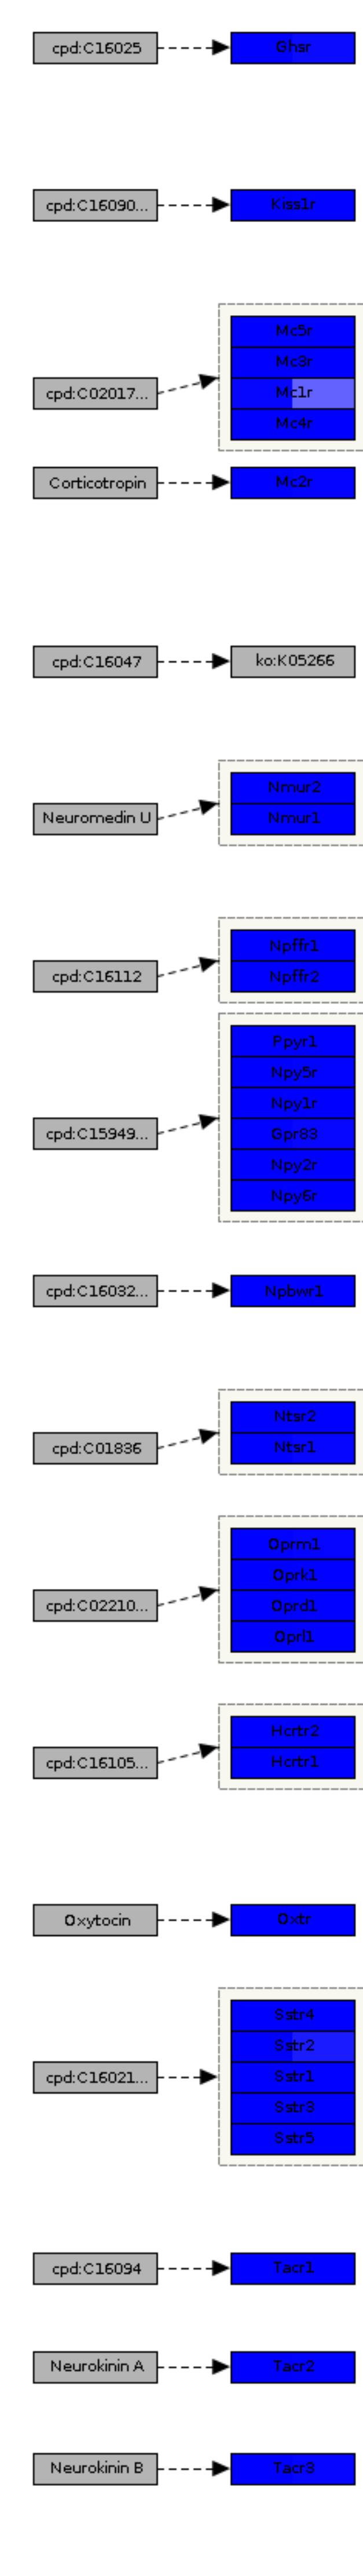 cpd:C16025
Ghsr
cpd:C16090...
Kiss1r
Mc5r
Mc3r
cpd:C02017...
Mc1r
Mc4r
Corticotropin
Mc2r
cpd:C16047
ko:K05266
Nmur2
Neuromedin U
Nmur1
Npffr1
cpd:C16112
Npffr2
Ppyr1
Npy5r
Npy1r
cpd:C15949...
Gpr83
Npy2r
Npy6r
cpd:C16032...
Npbwr1
Ntsr2
cpd:C01836
Ntsr1
Oprm1
Oprk1
cpd:C02210...
Oprd1
Oprl1
Hcrtr2
cpd:C16105...
Hcrtr1
Oxytocin
Oxtr
Sstr4
Sstr2
cpd:C16021...
Sstr1
Sstr3
Sstr5
cpd:C16094
Tacr1
Neurokinin A
Tacr2
Neurokinin B
Tacr3